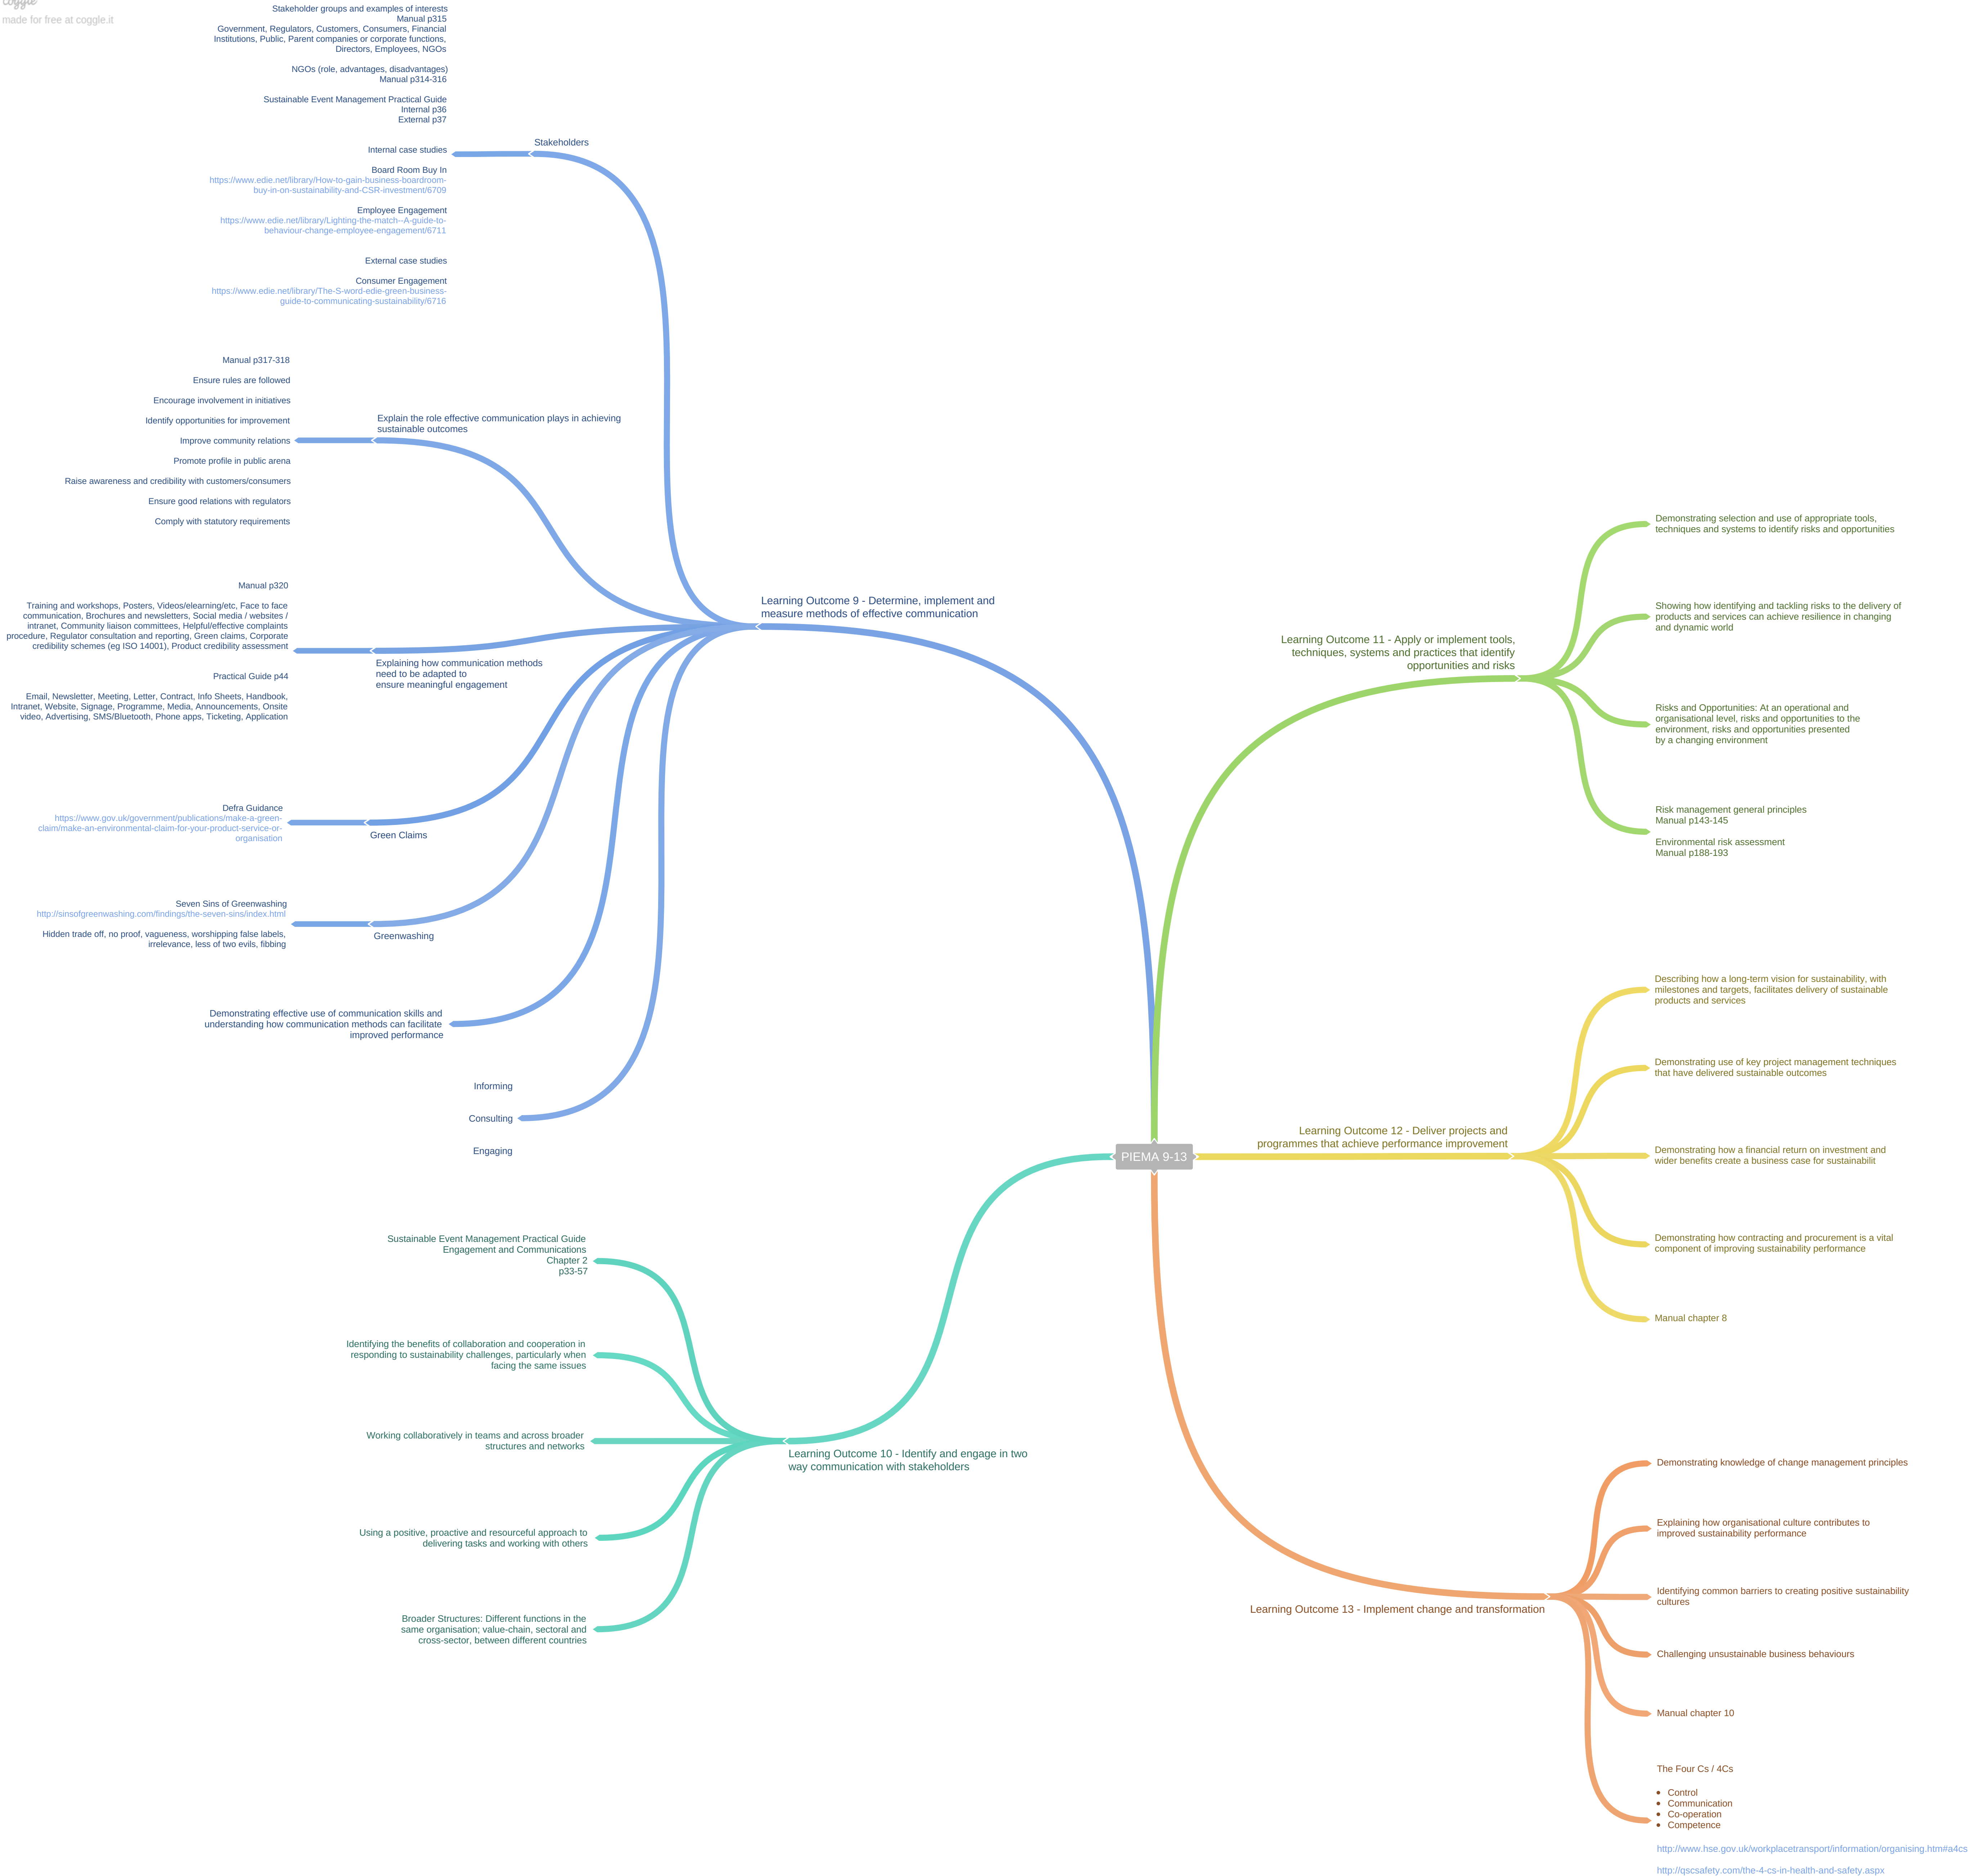 coggle
made for free at coggle.it
Stakeholder groups and examples of interests
Manual p315
Government, Regulators, Customers, Consumers, Financial
Institutions, Public, Parent companies or corporate functions,
Directors, Employees, NGOs
NGOs (role, advantages, disadvantages)
Manual p314-316
Sustainable Event Management Practical Guide
Internal p36
External p37
Internal case studies
Board Room Buy In
https://www.edie.net/library/How-to-gain-business-boardroom-
buy-in-on-sustainability-and-CSR-investment/6709
Employee Engagement
https://www.edie.net/library/Lighting-the-match--A-guide-to-
behaviour-change-employee-engagement/6711
External case studies
Consumer Engagement
https://www.edie.net/library/The-S-word-edie-green-business-
guide-to-communicating-sustainability/6716
Stakeholders
Manual p317-318
Ensure rules are followed
Encourage involvement in initiatives
Identify opportunities for improvement
Improve community relations
Promote profile in public arena
Raise awareness and credibility with customers/consumers
Ensure good relations with regulators
Comply with statutory requirements
Explain the role effective communication plays in achieving
sustainable outcomes
Manual p320
Training and workshops, Posters, Videos/elearning/etc, Face to face
communication, Brochures and newsletters, Social media / websites /
intranet, Community liaison committees, Helpful/effective complaints
procedure, Regulator consultation and reporting, Green claims, Corporate
credibility schemes (eg ISO 14001), Product credibility assessment
Practical Guide p44
Email, Newsletter, Meeting, Letter, Contract, Info Sheets, Handbook,
Intranet, Website, Signage, Programme, Media, Announcements, Onsite
video, Advertising, SMS/Bluetooth, Phone apps, Ticketing, Application
Explaining how communication methods
need to be adapted to
ensure meaningful engagement
Defra Guidance
https://www.gov.uk/government/publications/make-a-green-
claim/make-an-environmental-claim-for-your-product-service-or-
organisation
Green Claims
Seven Sins of Greenwashing
http://sinsofgreenwashing.com/findings/the-seven-sins/index.html
Hidden trade off, no proof, vagueness, worshipping false labels,
irrelevance, less of two evils, fibbing
Greenwashing
Demonstrating effective use of communication skills and
understanding how communication methods can facilitate
improved performance
Informing
Consulting
Engaging
Learning Outcome 9 - Determine, implement and
measure methods of effective communication
Sustainable Event Management Practical Guide
Engagement and Communications
Chapter 2
p33-57
Identifying the benefits of collaboration and cooperation in
responding to sustainability challenges, particularly when
facing the same issues
Working collaboratively in teams and across broader
structures and networks
Using a positive, proactive and resourceful approach to
delivering tasks and working with others
Broader Structures: Different functions in the
same organisation; value-chain, sectoral and
cross-sector, between different countries
Learning Outcome 10 - Identify and engage in two
way communication with stakeholders
PIEMA 9-13
Learning Outcome 11 - Apply or implement tools,
techniques, systems and practices that identify
opportunities and risks
Demonstrating selection and use of appropriate tools,
techniques and systems to identify risks and opportunities
Showing how identifying and tackling risks to the delivery of
products and services can achieve resilience in changing
and dynamic world
Risks and Opportunities: At an operational and
organisational level, risks and opportunities to the
environment, risks and opportunities presented
by a changing environment
Risk management general principles
Manual p143-145
Environmental risk assessment
Manual p188-193
Learning Outcome 12 - Deliver projects and
programmes that achieve performance improvement
Describing how a long-term vision for sustainability, with
milestones and targets, facilitates delivery of sustainable
products and services
Demonstrating use of key project management techniques
that have delivered sustainable outcomes
Demonstrating how a financial return on investment and
wider benefits create a business case for sustainabilit
Demonstrating how contracting and procurement is a vital
component of improving sustainability performance
Manual chapter 8
Learning Outcome 13 - Implement change and transformation
Demonstrating knowledge of change management principles
Explaining how organisational culture contributes to
improved sustainability performance
Identifying common barriers to creating positive sustainability
cultures
Challenging unsustainable business behaviours
Manual chapter 10
The Four Cs / 4Cs
• Control
• Communication
• Co-operation
• Competence
http://www.hse.gov.uk/workplacetransport/information/organising.htm#a4cs
http://qscsafety.com/the-4-cs-in-health-and-safety.aspx